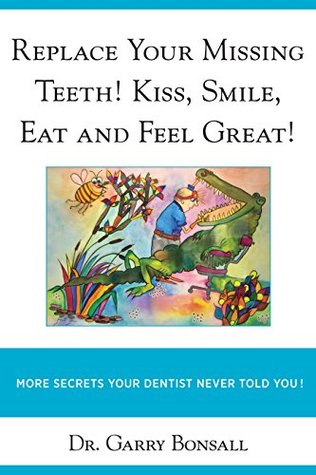 Replace Your Missing
Teeth! Kiss, Smile,
Eat and Feel Great!
MORE SECRETS YOUR DENTIST NEVER TOLD YOU!
Dr. Garry Bonsall